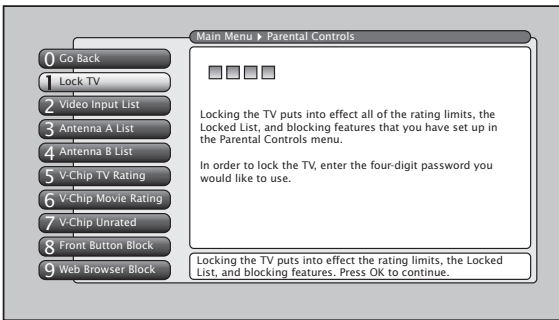 Main Menu ▶ Parental Controls
0 Go Back
1 Lock TV
2 Video Input List
3 Antenna A List
4 Antenna B List
5 V-Chip TV Rating
6 V-Chip Movie Rating
7 V-Chip Unrated
8 Front Button Block
9 Web Browser Block
Locking the TV puts into effect all of the rating limits, the
Locked List, and blocking features that you have set up in
the Parental Controls menu.
In order to lock the TV, enter the four-digit password you
would like to use.
Locking the TV puts into effect the rating limits, the Locked
List, and blocking features. Press OK to continue.